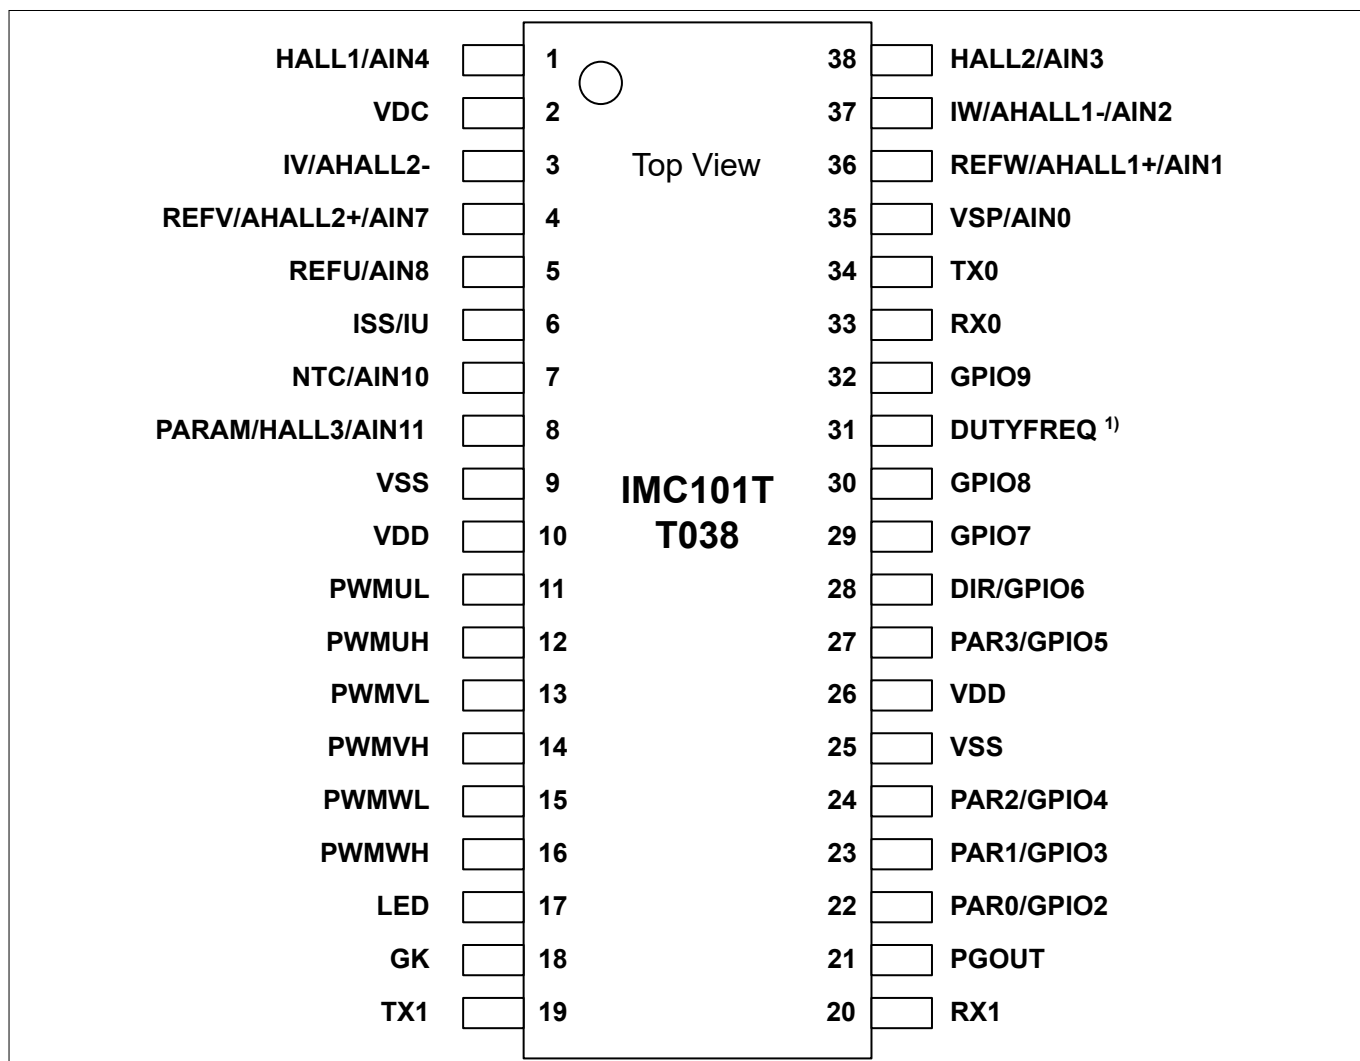 HALL1/AIN4 1 38 HALL2/AIN3
VDC 2 37 IW/AHALL1-/AIN2
IV/AHALL2- 3 Top View 36 REFW/AHALL1+/AIN1
REFV/AHALL2+/AIN7 4 35 VSP/AIN0
REFU/AIN8 5 34 TX0
ISS/IU 6 33 RX0
NTC/AIN10 7 32 GPIO9
PARAM/HALL3/AIN11 8 31 DUTYFREQ 1)
VSS 9 IMC101T 30 GPIO8
VDD 10 T038 29 GPIO7
PWMUL 11 28 DIR/GPIO6
PWMUH 12 27 PAR3/GPIO5
PWMVL 13 26 VDD
PWMVH 14 25 VSS
PWMWL 15 24 PAR2/GPIO4
PWMWH 16 23 PAR1/GPIO3
LED 17 22 PAR0/GPIO2
GK 18 21 PGOUT
TX1 19 20 RX1